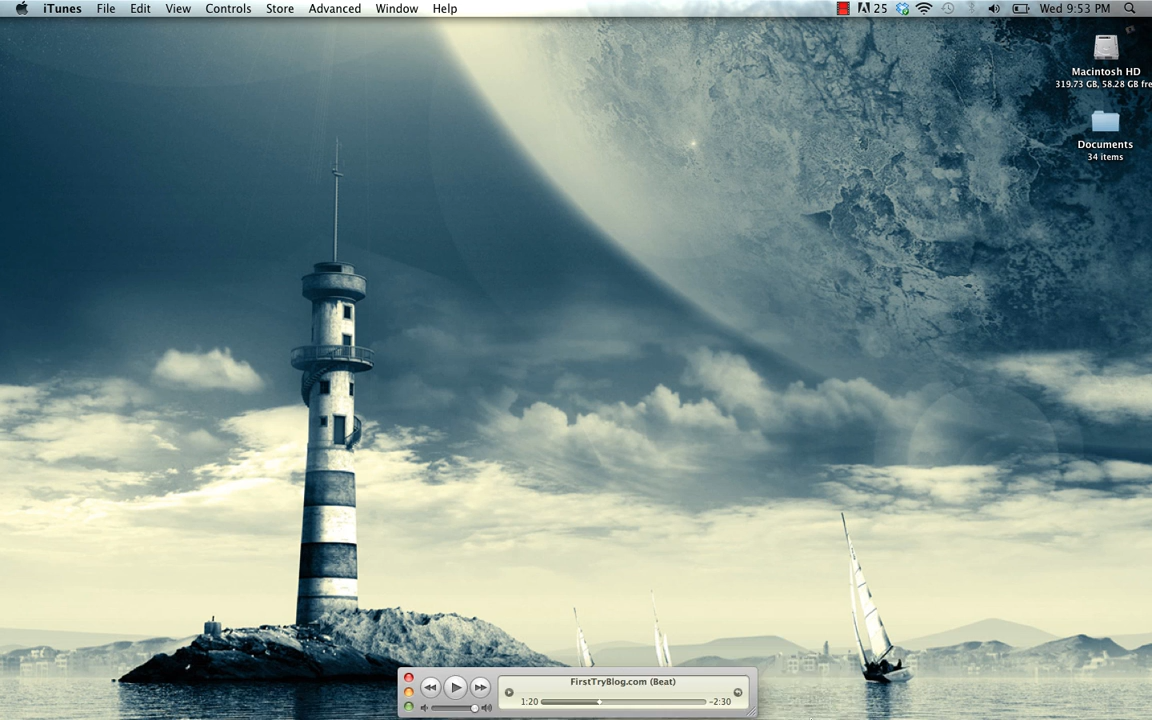 iTunes File Edit View Controls Store Advanced Window Help 25 Wed 9:53 PM
Macintosh HD
319.73 GB, 58.28 GB fre
Documents
34 items
FirstTryBlog.com (Beat)
1:20 -2:30